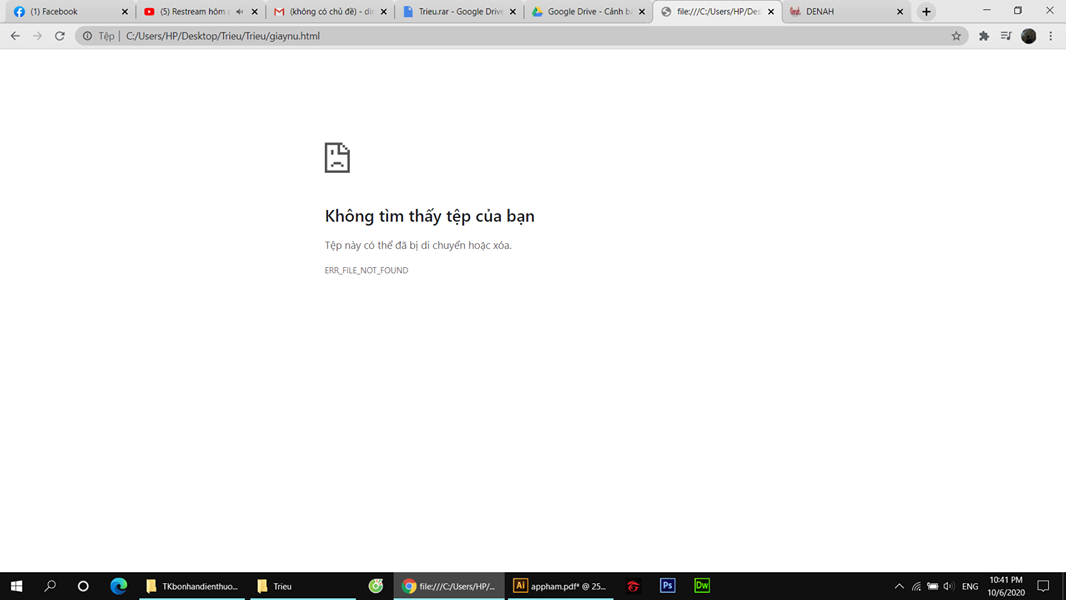 (1) Facebook
(5) Restream hôm
(không có chủ đề) - din
Trieu.rar - Google Drive
Google Drive - Cảnh b
file:///C:/Users/HP/Des
DENAH
Tệp | C:/Users/HP/Desktop/Trieu/Trieu/giaynu.html
Không tìm thấy tệp của bạn
Tệp này có thể đã bị di chuyển hoặc xóa.
ERR_FILE_NOT_FOUND
TKbonhandienthuo...
Trieu
file:///C:/Users/HP/...
Ai
appham.pdf* @ 25...
Ps
Dw
ENG
10:41 PM
10/6/2020